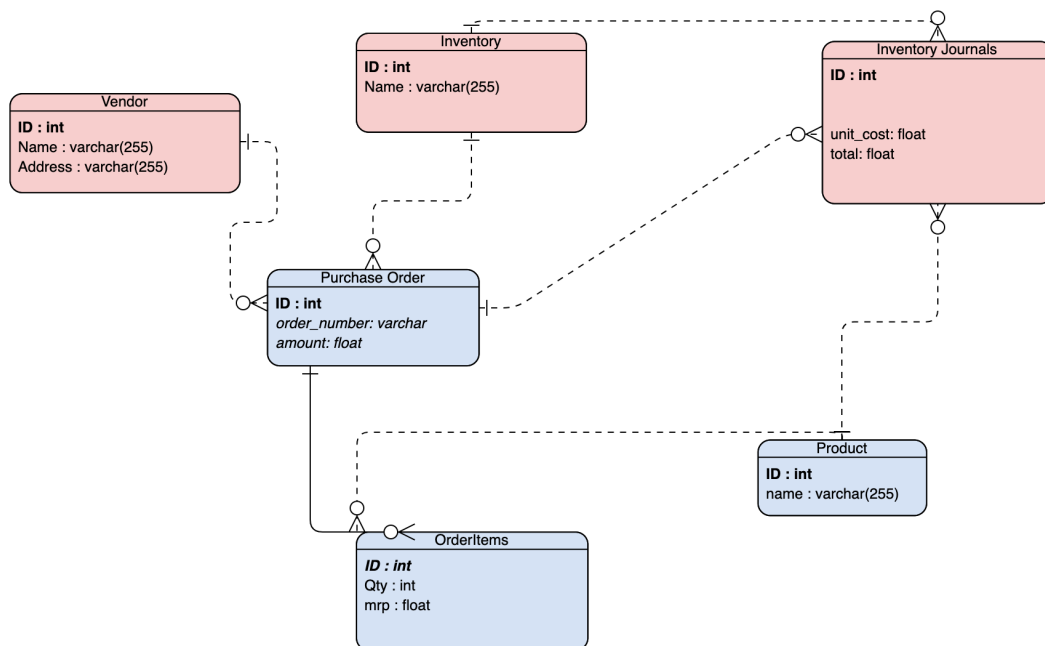 Inventory
ID : int
Name : varchar(255)
Inventory Journals
ID : int
unit_cost: float
total: float
Vendor
ID : int
Name : varchar(255)
Address : varchar(255)
Purchase Order
ID : int
order_number: varchar
amount: float
Product
ID : int
name : varchar(255)
OrderItems
ID : int
Qty : int
mrp : float